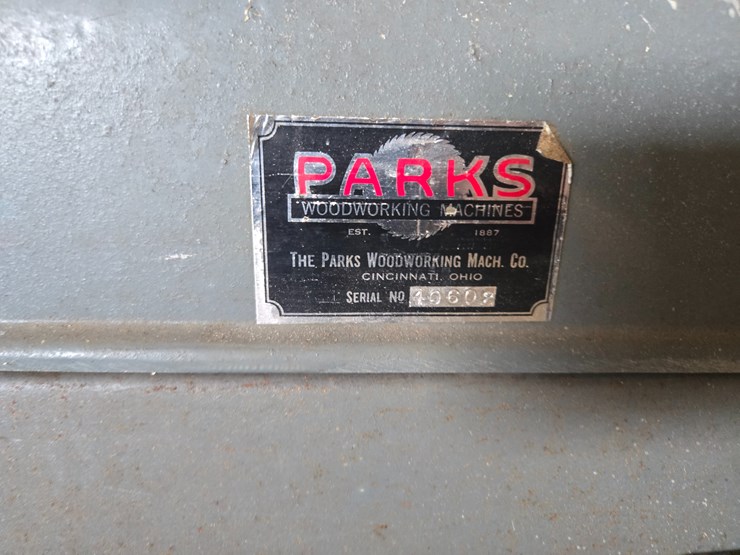 PARKS
WOODWORKING MACHINES
EST. 1887
THE PARKS WOODWORKING MACH. CO.
CINCINNATI, OHIO
SERIAL NO